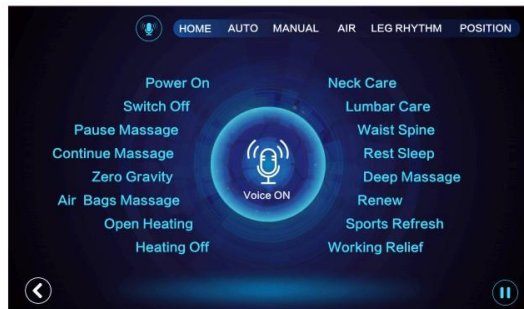 HOME AUTO MANUAL AIR LEG RHYTHM POSITION
Power On
Switch Off
Pause Massage
Continue Massage
Zero Gravity
Air Bags Massage
Open Heating
Heating Off
Voice ON
Neck Care
Lumbar Care
Waist Spine
Rest Sleep
Deep Massage
Renew
Sports Refresh
Working Relief